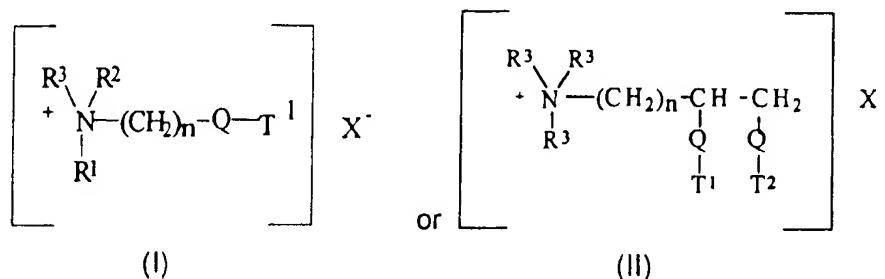 R³ R² R³ R³
+ N—(CH₂)n—Q—T¹ X⁻ + N—(CH₂)n—CH—CH₂ X
R¹ R³ Q Q
T¹ T²
or
(I) (II)